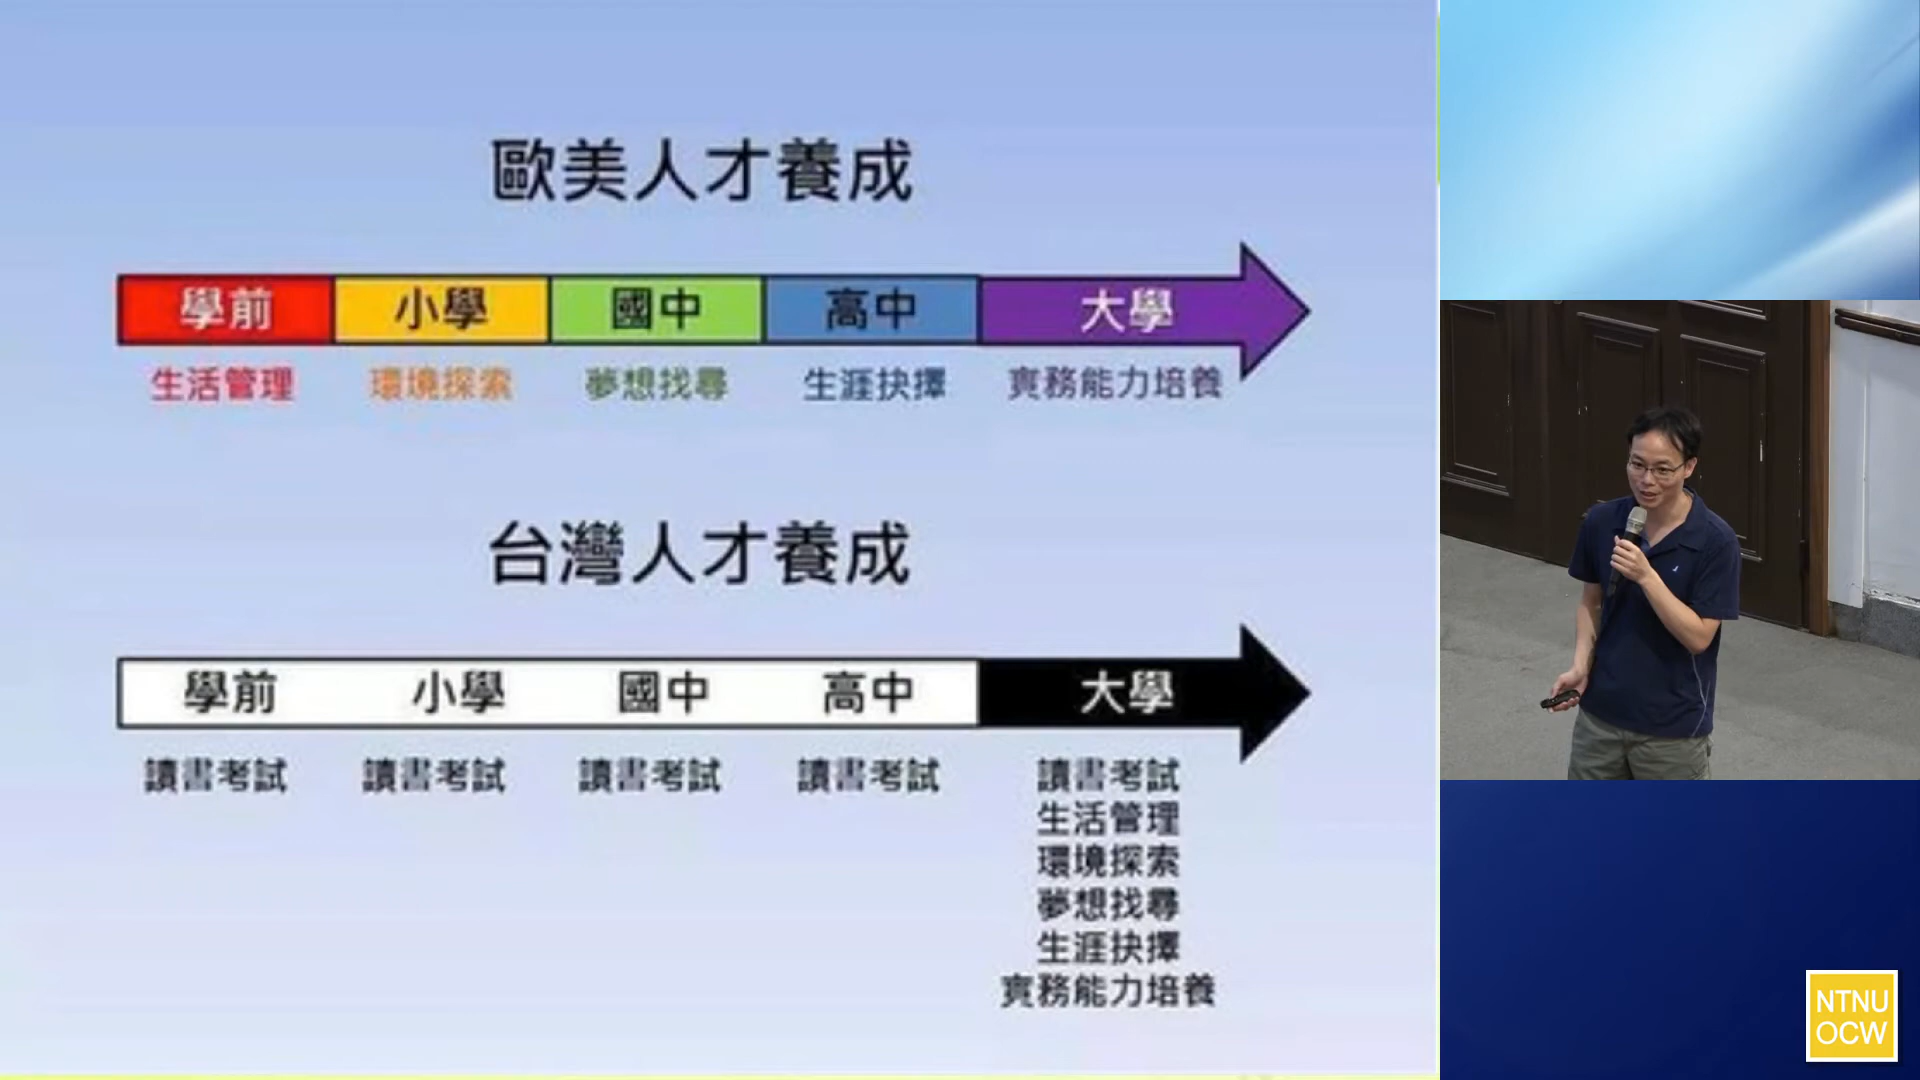 歐美人才養成
學前 小學 國中 高中 大學
生活管理 環境探索 夢想找尋 生涯抉擇 實務能力培養
台灣人才養成
學前 小學 國中 高中 大學
讀書考試 讀書考試 讀書考試 讀書考試 讀書考試
生活管理
環境探索
夢想找尋
生涯抉擇
實務能力培養
NTNU
OCW